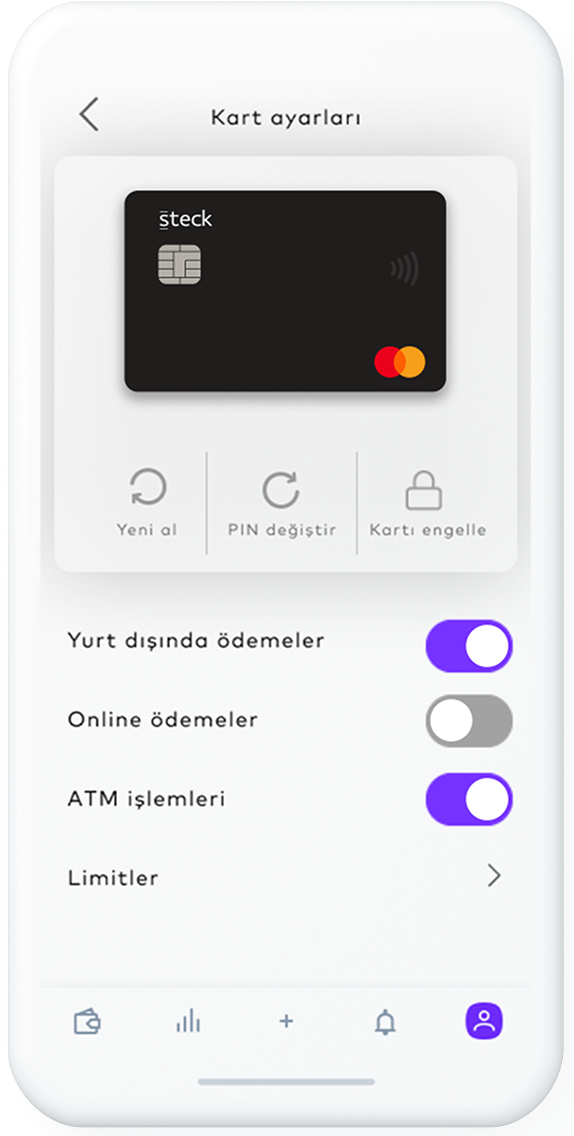 Kart ayarları
steck
Yeni al
PIN değiştir
Kartı engelle
Yurt dışında ödemeler
Online ödemeler
ATM işlemleri
Limitler